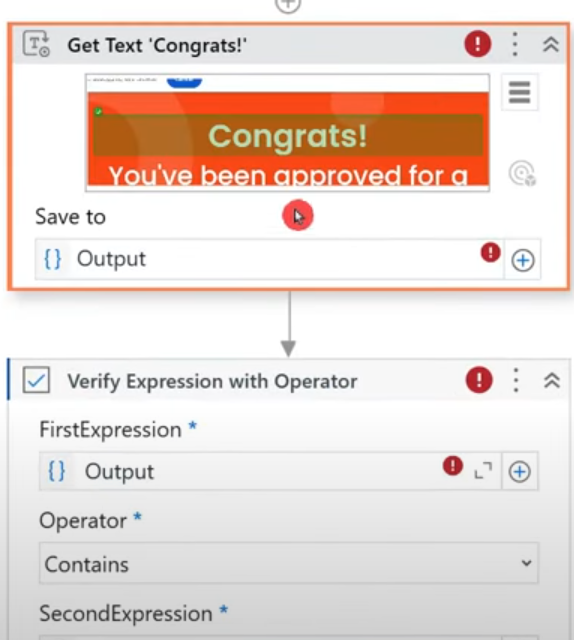 Get Text 'Congrats!'
Congrats!
You've been approved for a
Save to
{} Output
Verify Expression with Operator
FirstExpression *
{} Output
Operator *
Contains
SecondExpression *